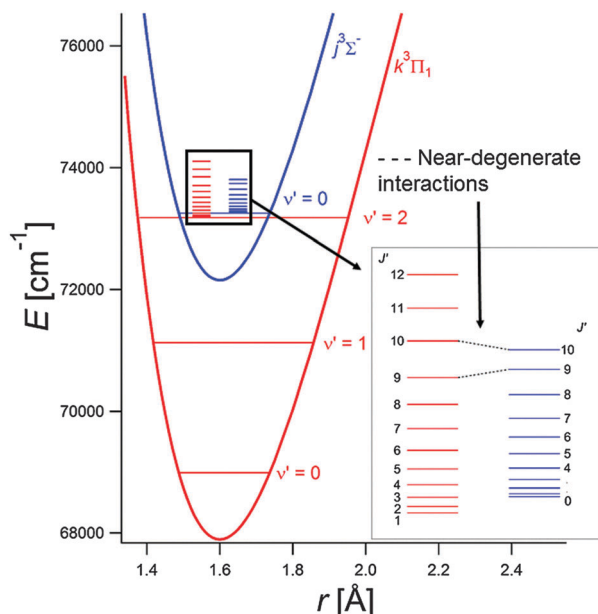 76000
74000
72000
70000
68000
E [cm⁻¹]
1.4
1.6
1.8
2.0
2.2
2.4
r [Å]
j³Σ⁻
k³Π₁
ν' = 0
ν' = 2
ν' = 1
ν' = 0
---- Near-degenerate
interactions
J'
12
11
10
9
8
7
6
5
4
3
2
1
J'
10
9
8
7
6
5
4
.
.
0